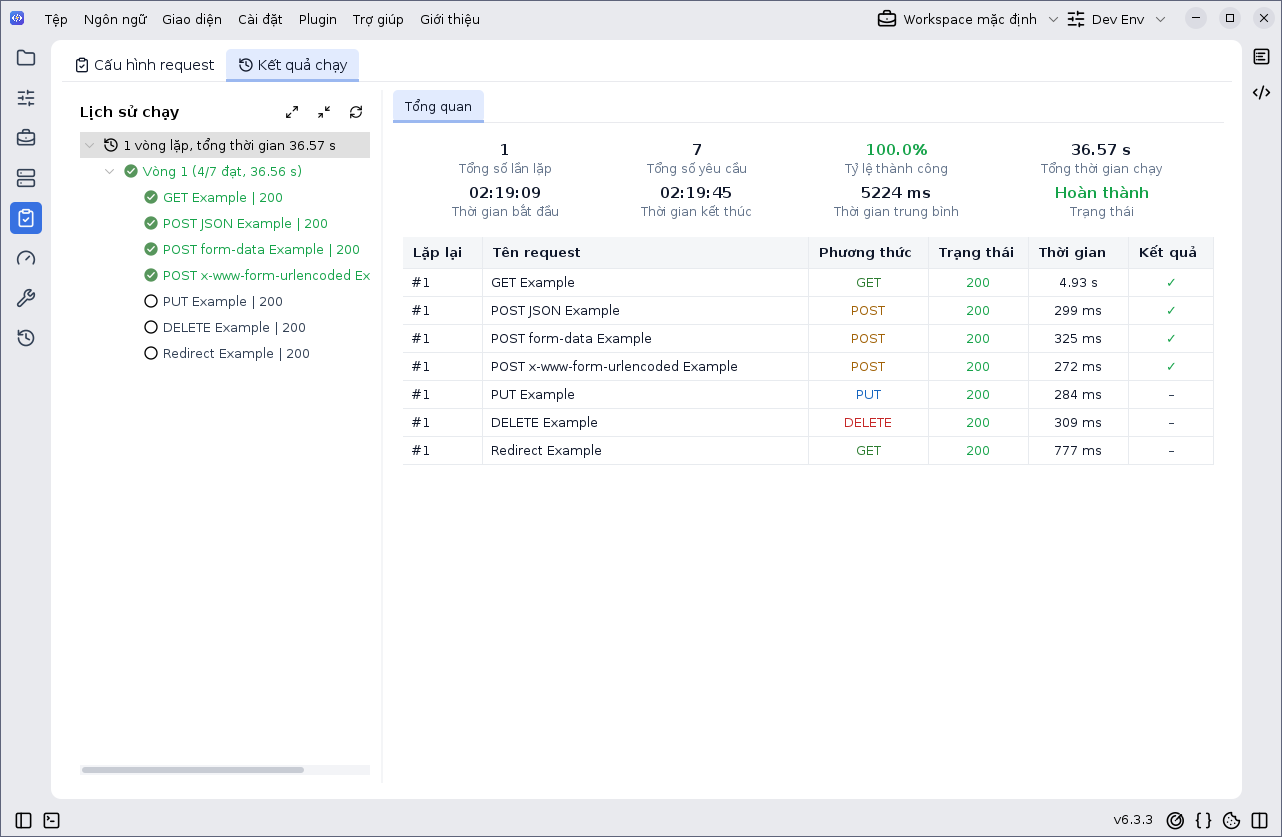 Tệp Ngôn ngữ Giao diện Cài đặt Plugin Trợ giúp Giới thiệu Workspace mặc định Dev Env
Cấu hình request Kết quả chạy
Lịch sử chạy
1 vòng lặp, tổng thời gian 36.57 s
Vòng 1 (4/7 đạt, 36.56 s)
GET Example | 200
POST JSON Example | 200
POST form-data Example | 200
POST x-www-form-urlencoded Ex
PUT Example | 200
DELETE Example | 200
Redirect Example | 200
Tổng quan
1 7 100.0% 36.57 s
Tổng số lần lặp Tổng số yêu cầu Tỷ lệ thành công Tổng thời gian chạy
02:19:09 02:19:45 5224 ms Hoàn thành
Thời gian bắt đầu Thời gian kết thúc Thời gian trung bình Trạng thái
Lặp lại Tên request Phương thức Trạng thái Thời gian Kết quả
#1 GET Example GET 200 4.93 s ✓
#1 POST JSON Example POST 200 299 ms ✓
#1 POST form-data Example POST 200 325 ms ✓
#1 POST x-www-form-urlencoded Example POST 200 272 ms ✓
#1 PUT Example PUT 200 284 ms –
#1 DELETE Example DELETE 200 309 ms –
#1 Redirect Example GET 200 777 ms –
v6.3.3